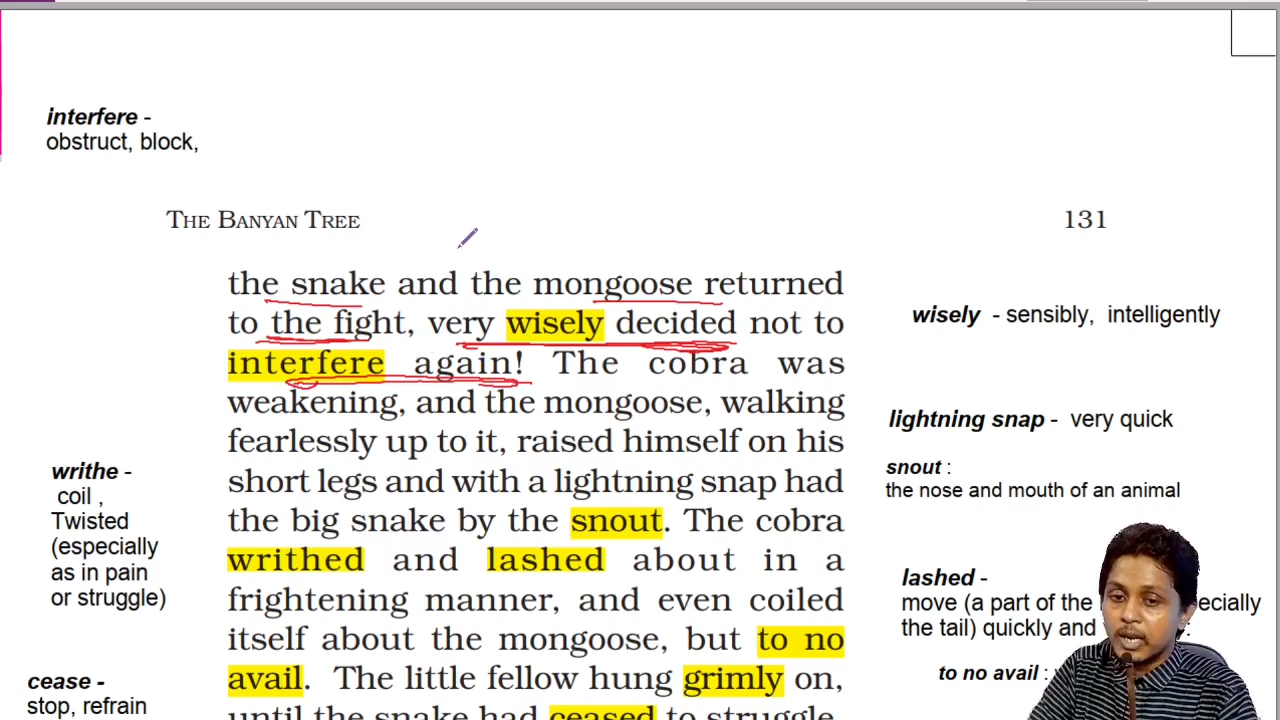 interfere -
obstruct, block,
THE BANYAN TREE 131
the snake and the mongoose returned
to the fight, very wisely decided not to
interfere again! The cobra was
weakening, and the mongoose, walking
fearlessly up to it, raised himself on his
short legs and with a lightning snap had
the big snake by the snout. The cobra
writhed and lashed about in a
frightening manner, and even coiled
itself about the mongoose, but to no
avail. The little fellow hung grimly on,
until the snake had ceased to struggle.
wisely - sensibly, intelligently
lightning snap - very quick
snout :
the nose and mouth of an animal
writhe -
coil ,
Twisted
(especially
as in pain
or struggle)
lashed -
move (a part of the
the tail) quickly and
to no avail :
cease -
stop, refrain